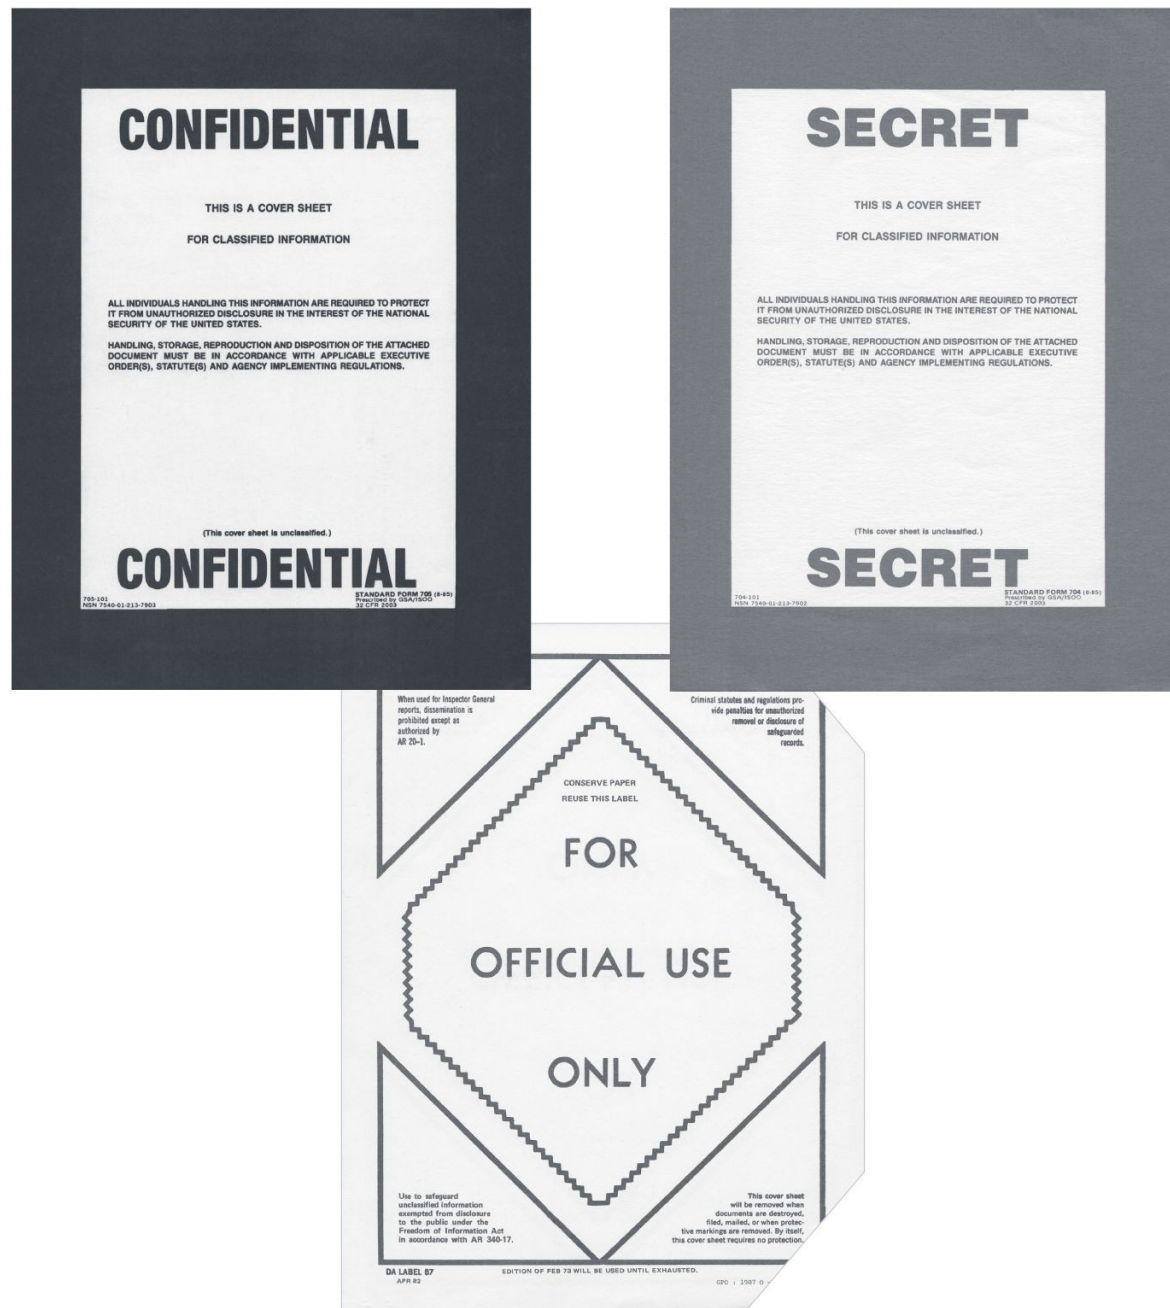 CONFIDENTIAL
THIS IS A COVER SHEET
FOR CLASSIFIED INFORMATION
ALL INDIVIDUALS HANDLING THIS INFORMATION ARE REQUIRED TO PROTECT
IT FROM UNAUTHORIZED DISCLOSURE IN THE INTEREST OF THE NATIONAL
SECURITY OF THE UNITED STATES.
HANDLING, STORAGE, REPRODUCTION AND DISPOSITION OF THE ATTACHED
DOCUMENT MUST BE IN ACCORDANCE WITH APPLICABLE EXECUTIVE
ORDER(S), STATUTE(S) AND AGENCY IMPLEMENTING REGULATIONS.
(This cover sheet is unclassified.)
CONFIDENTIAL
705-101
NSN 7540-01-213-7903
STANDARD FORM 705 (8-85)
Prescribed by GSA/ISOO
32 CFR 2003
SECRET
THIS IS A COVER SHEET
FOR CLASSIFIED INFORMATION
ALL INDIVIDUALS HANDLING THIS INFORMATION ARE REQUIRED TO PROTECT
IT FROM UNAUTHORIZED DISCLOSURE IN THE INTEREST OF THE NATIONAL
SECURITY OF THE UNITED STATES.
HANDLING, STORAGE, REPRODUCTION AND DISPOSITION OF THE ATTACHED
DOCUMENT MUST BE IN ACCORDANCE WITH APPLICABLE EXECUTIVE
ORDER(S), STATUTE(S) AND AGENCY IMPLEMENTING REGULATIONS.
(This cover sheet is unclassified.)
SECRET
704-101
NSN 7540-01-213-7902
STANDARD FORM 704 (8-85)
Prescribed by GSA/ISOO
32 CFR 2003
When used for Inspector General
reports, dissemination is
prohibited except as
authorized by
AR 20-1.
Criminal statutes and regulations pro-
vide penalties for unauthorized
removal or disclosure of
safeguarded
records.
CONSERVE PAPER
REUSE THIS LABEL
FOR
OFFICIAL USE
ONLY
Use to safeguard
unclassified information
exempted from disclosure
to the public under the
Freedom of Information Act
in accordance with AR 340-17.
This cover sheet
will be removed when
documents are destroyed,
filed, mailed, or when protec-
tive markings are removed. By itself,
this cover sheet requires no protection.
DA LABEL 87
APR 82
EDITION OF FEB 73 WILL BE USED UNTIL EXHAUSTED.
GPO : 1987 O -